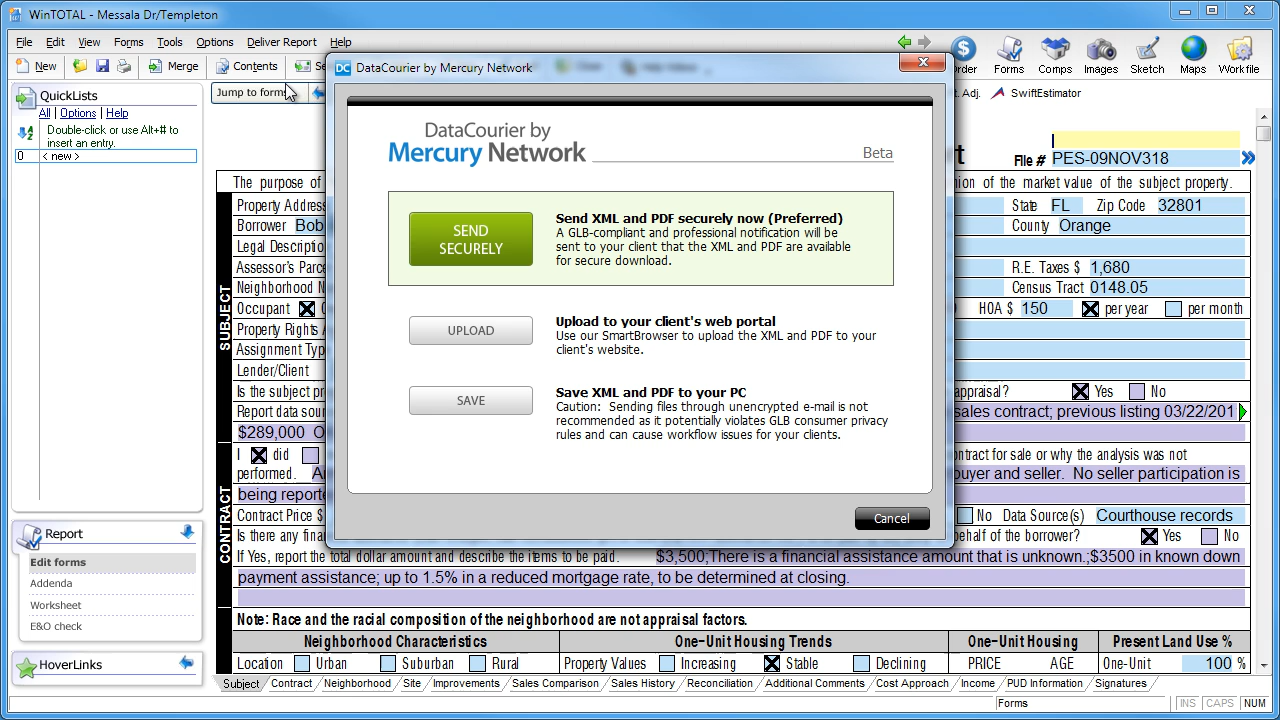 WinTOTAL - Messala Dr/Templeton
File Edit View Forms Tools Options Deliver Report Help
New Merge Contents
Forms Comps Images Sketch Maps Workfile
Jump to forms
Adj. SwiftEstimator
QuickLists
All | Options | Help
Double-click or use Alt+# to
insert an entry.
0 < new >
Report
Edit forms
Addenda
Worksheet
E&O check
HoverLinks
DataCourier by Mercury Network
DataCourier by
Mercury Network
Beta
SEND
SECURELY
Send XML and PDF securely now (Preferred)
A GLB-compliant and professional notification will be
sent to your client that the XML and PDF are available
for secure download.
UPLOAD
Upload to your client's web portal
Use our SmartBrowser to upload the XML and PDF to your
client's website.
SAVE
Save XML and PDF to your PC
Caution: Sending files through unencrypted e-mail is not
recommended as it potentially violates GLB consumer privacy
rules and can cause workflow issues for your clients.
Cancel
File # PES-09NOV318
The purpose of
of the market value of the subject property.
Property Address
State FL Zip Code 32801
Borrower Bob
County Orange
Legal Descriptio
Assessor's Parce
R.E. Taxes $ 1,680
Neighborhood N
Census Tract 0148.05
SUBJECT
Occupant
HOA $ 150 per year per month
Property Rights A
Assignment Typ
Lender/Client
Is the subject pr
appraisal? Yes No
Report data sour
sales contract; previous listing 03/22/201
$289,000 O
CONTRACT
I did
contract for sale or why the analysis was not
performed.
buyer and seller. No seller participation is
being reporte
Contract Price $
No Data Source(s) Courthouse records
Is there any fina
behalf of the borrower? Yes No
If Yes, report the total dollar amount and describe the items to be paid. $3,500;There is a financial assistance amount that is unknown.;$3500 in known down
payment assistance; up to 1.5% in a reduced mortgage rate, to be determined at closing.
Note: Race and the racial composition of the neighborhood are not appraisal factors.
Neighborhood Characteristics One-Unit Housing Trends One-Unit Housing Present Land Use %
Location Urban Suburban Rural Property Values Increasing Stable Declining PRICE AGE One-Unit 100 %
Subject Contract Neighborhood Site Improvements Sales Comparison Sales History Reconciliation Additional Comments Cost Approach Income PUD Information Signatures
Forms INS CAPS NUM